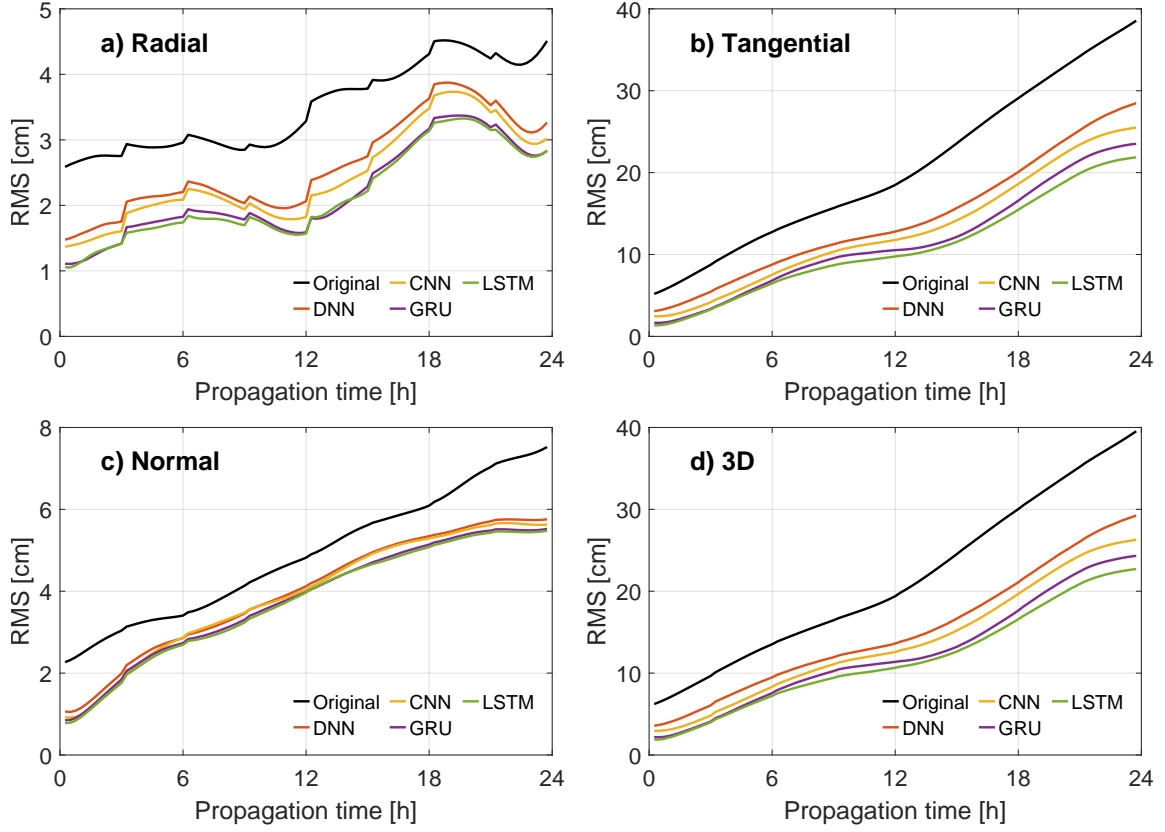 a) Radial
RMS [cm]
5
4
3
2
1
0
Original CNN LSTM
DNN GRU
0 6 12 18 24
Propagation time [h]
b) Tangential
RMS [cm]
40
30
20
10
0
Original CNN LSTM
DNN GRU
0 6 12 18 24
Propagation time [h]
c) Normal
RMS [cm]
8
6
4
2
0
Original CNN LSTM
DNN GRU
0 6 12 18 24
Propagation time [h]
d) 3D
RMS [cm]
40
30
20
10
0
Original CNN LSTM
DNN GRU
0 6 12 18 24
Propagation time [h]